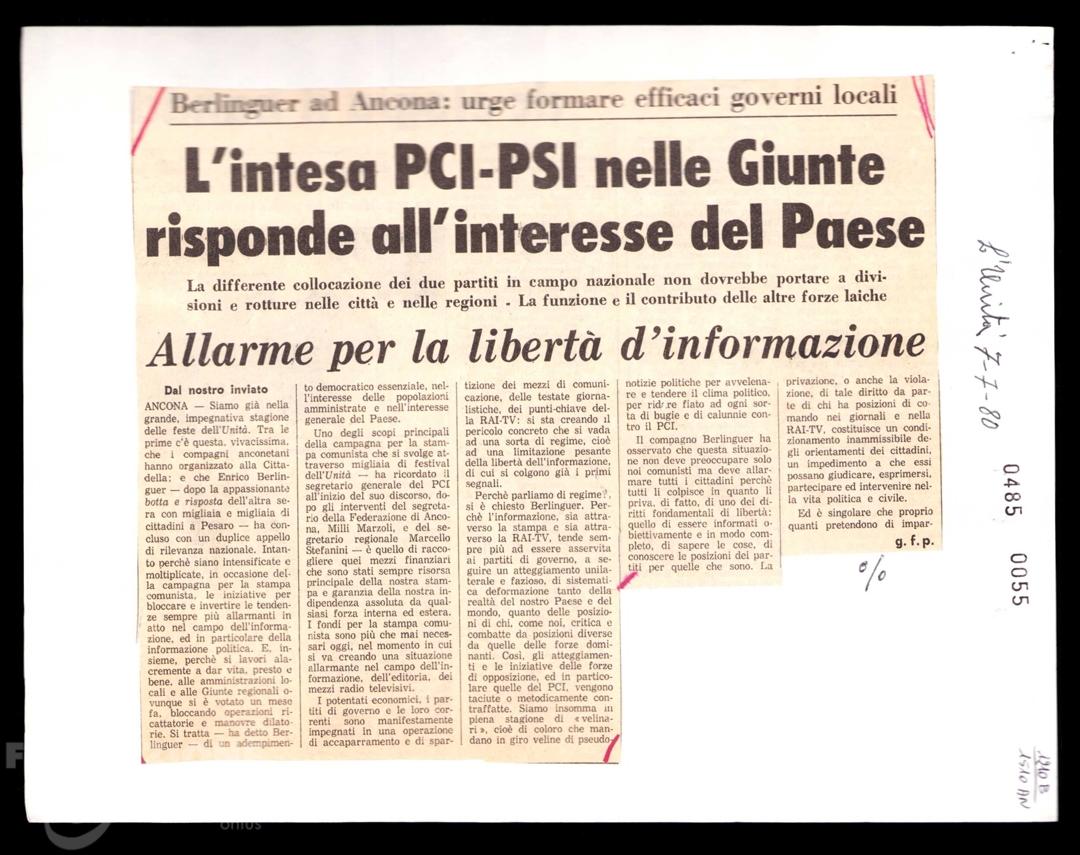 Berlinguer ad Ancona: urge formare efficaci governi locali
L'intesa PCI-PSI nelle Giunte
risponde all'interesse del Paese
La differente collocazione dei due partiti in campo nazionale non dovrebbe portare a divi-
sioni e rotture nelle città e nelle regioni - La funzione e il contributo delle altre forze laiche
Allarme per la libertà d'informazione
Dal nostro inviato
ANCONA — Siamo già nella
grande, impegnativa stagione
delle feste dell'Unità. Tra le
prime c'è questa, vivacissima,
che i compagni anconetani
hanno organizzato alla Citta-
della; e che Enrico Berlin-
guer — dopo la appassionante
botta e risposta dell'altra se-
ra con migliaia e migliaia di
cittadini a Pesaro — ha con-
cluso con un duplice appello
di rilevanza nazionale. Intan-
to perchè siano intensificate e
moltiplicate, in occasione del-
la campagna per la stampa
comunista, le iniziative per
bloccare e invertire le tenden-
ze sempre più allarmanti in
atto nel campo dell'informa-
zione, ed in particolare della
informazione politica. E, in-
sieme, perchè si lavori ala-
cremente a dar vita, presto e
bene, alle amministrazioni lo-
cali e alle Giunte regionali o-
vunque si è votato un mese
fa, bloccando operazioni ri-
cattatorie e manovre dilato-
rie. Si tratta — ha detto Ber-
linguer — di un adempimen-
to democratico essenziale, nel-
l'interesse delle popolazioni
amministrate e nell'interesse
generale del Paese.
Uno degli scopi principali
della campagna per la stam-
pa comunista che si svolge at-
traverso migliaia di festival
dell'Unità — ha ricordato il
segretario generale del PCI
all'inizio del suo discorso, do-
po gli interventi del segreta-
rio della Federazione di Anco-
na, Milli Marzoli, e del se-
gretario regionale Marcello
Stefanini — è quello di racco-
gliere quei mezzi finanziari
che sono stati sempre risorsa
principale della nostra stam-
pa e garanzia della nostra in-
dipendenza assoluta da qual-
siasi forza interna ed estera.
I fondi per la stampa comu-
nista sono più che mai neces-
sari oggi, nel momento in cui
si va creando una situazione
allarmante nel campo dell'in-
formazione, dell'editoria, dei
mezzi radio televisivi.
I potentati economici, i par-
titi di governo e le loro cor-
renti sono manifestamente
impegnati in una operazione
di accaparramento e di spar-
tizione dei mezzi di comuni-
cazione, delle testate giorna-
listiche, dei punti-chiave del-
la RAI-TV: si sta creando il
pericolo concreto che si vada
ad una sorta di regime, cioè
ad una limitazione pesante
della libertà dell'informazione,
di cui si colgono già i primi
segnali.
Perchè parliamo di regime?,
si è chiesto Berlinguer. Per-
chè l'informazione, sia attra-
verso la stampa e sia attra-
verso la RAI-TV, tende sem-
pre più ad essere asservita
ai partiti di governo, a se-
guire un atteggiamento unila-
terale e fazioso, di sistemati-
ca deformazione tanto della
realtà del nostro Paese e del
mondo, quanto delle posizio-
ni di chi, come noi, critica e
combatte da posizioni diverse
da quelle delle forze domi-
nanti. Così, gli atteggiamen-
ti e le iniziative delle forze
di opposizione, ed in partico-
lare quelle del PCI, vengono
taciute o metodicamente con-
traffatte. Siamo insomma in
piena stagione di «velina-
ri», cioè di coloro che man-
dano in giro veline di pseudo-
notizie politiche per avvelena-
re e tendere il clima politico,
per ridare fiato ad ogni sor-
ta di bugie e di calunnie con-
tro il PCI.
Il compagno Berlinguer ha
osservato che questa situazio-
ne non deve preoccupare solo
noi comunisti ma deve allar-
mare tutti i cittadini perchè
tutti li colpisce in quanto li
priva, di fatto, di uno dei di-
ritti fondamentali di libertà:
quello di essere informati o-
biettivamente e in modo com-
pleto, di sapere le cose, di
conoscere le posizioni dei par-
titi per quelle che sono. La
privazione, o anche la viola-
zione, di tale diritto da par-
te di chi ha posizioni di co-
mando nei giornali e nella
RAI-TV, costituisce un condi-
zionamento inammissibile de-
gli orientamenti dei cittadini,
un impedimento a che essi
possano giudicare, esprimersi,
partecipare ed intervenire nel-
la vita politica e civile.
Ed è singolare che proprio
quanti pretendono di impar-
g. f. p.
%
L'Unità 7-7-80
0485 0055
1210 B
1510 AN
onlus